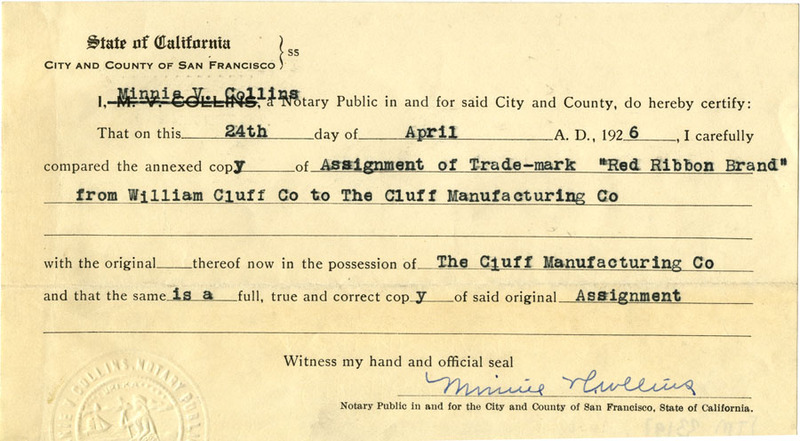 State of California
CITY AND COUNTY OF SAN FRANCISCO } ss
Minnie V. Collins
I, M. V. COLLINS, a Notary Public in and for said City and County, do hereby certify:
That on this 24th day of April A. D., 1926, I carefully
compared the annexed copy of Assignment of Trade-mark "Red Ribbon Brand"
from William Cluff Co to The Cluff Manufacturing Co
with the original thereof now in the possession of The Cluff Manufacturing Co
and that the same is a full, true and correct copy of said original Assignment
Witness my hand and official seal
Minnie V Collins
Notary Public in and for the City and County of San Francisco, State of California.
COLLINS, NOTARY PUBLIC